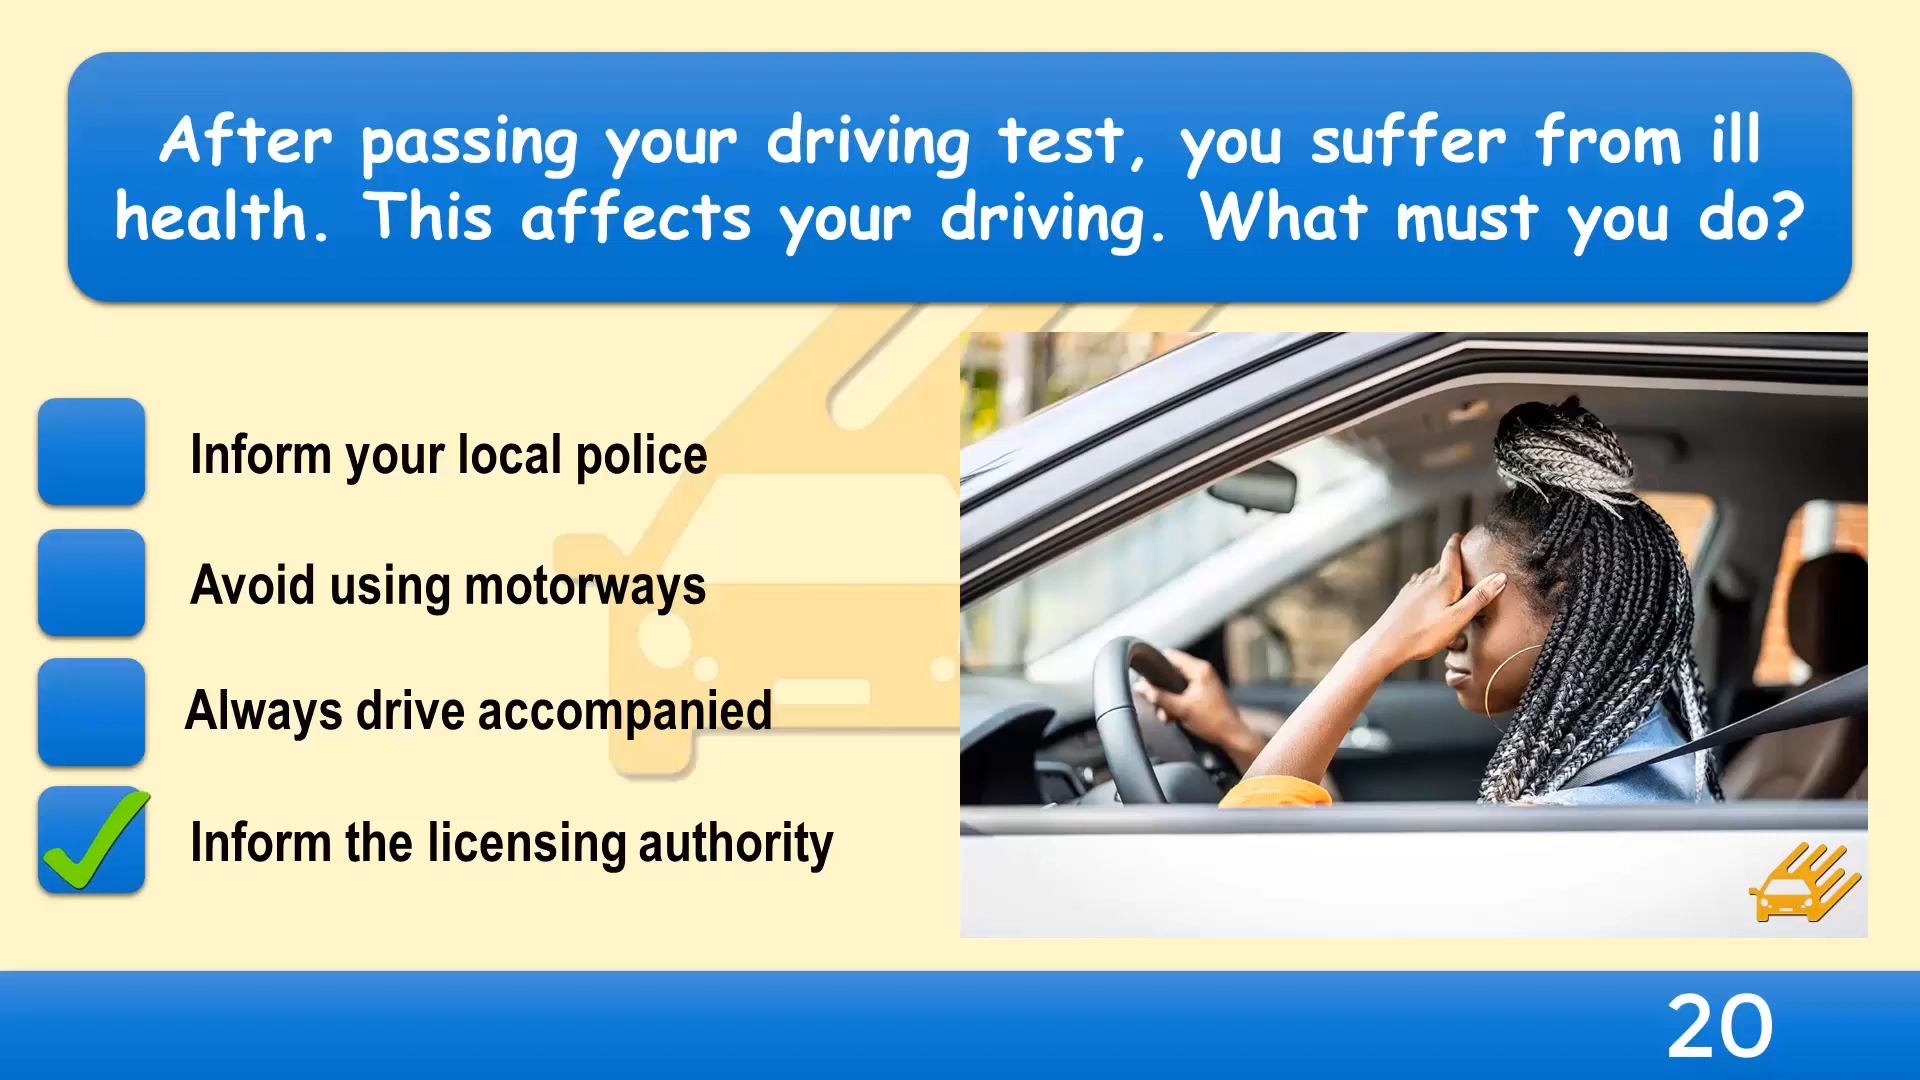 After passing your driving test, you suffer from ill
health. This affects your driving. What must you do?
Inform your local police
Avoid using motorways
Always drive accompanied
Inform the licensing authority
20